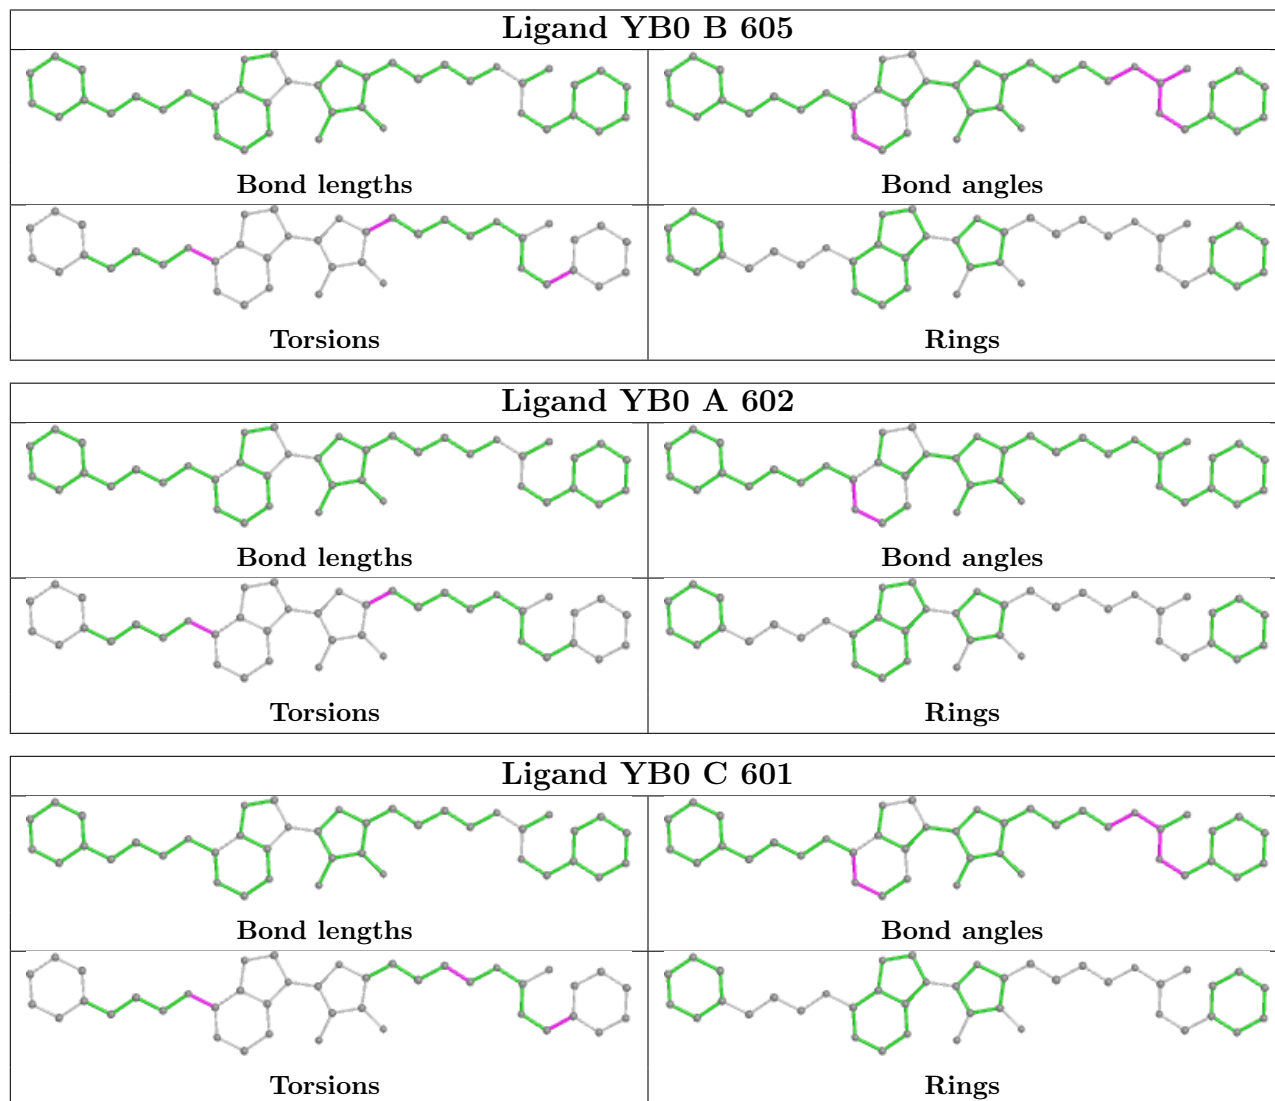 Ligand YB0 B 605
Bond lengths
Bond angles
Torsions
Rings
Ligand YB0 A 602
Bond lengths
Bond angles
Torsions
Rings
Ligand YB0 C 601
Bond lengths
Bond angles
Torsions
Rings